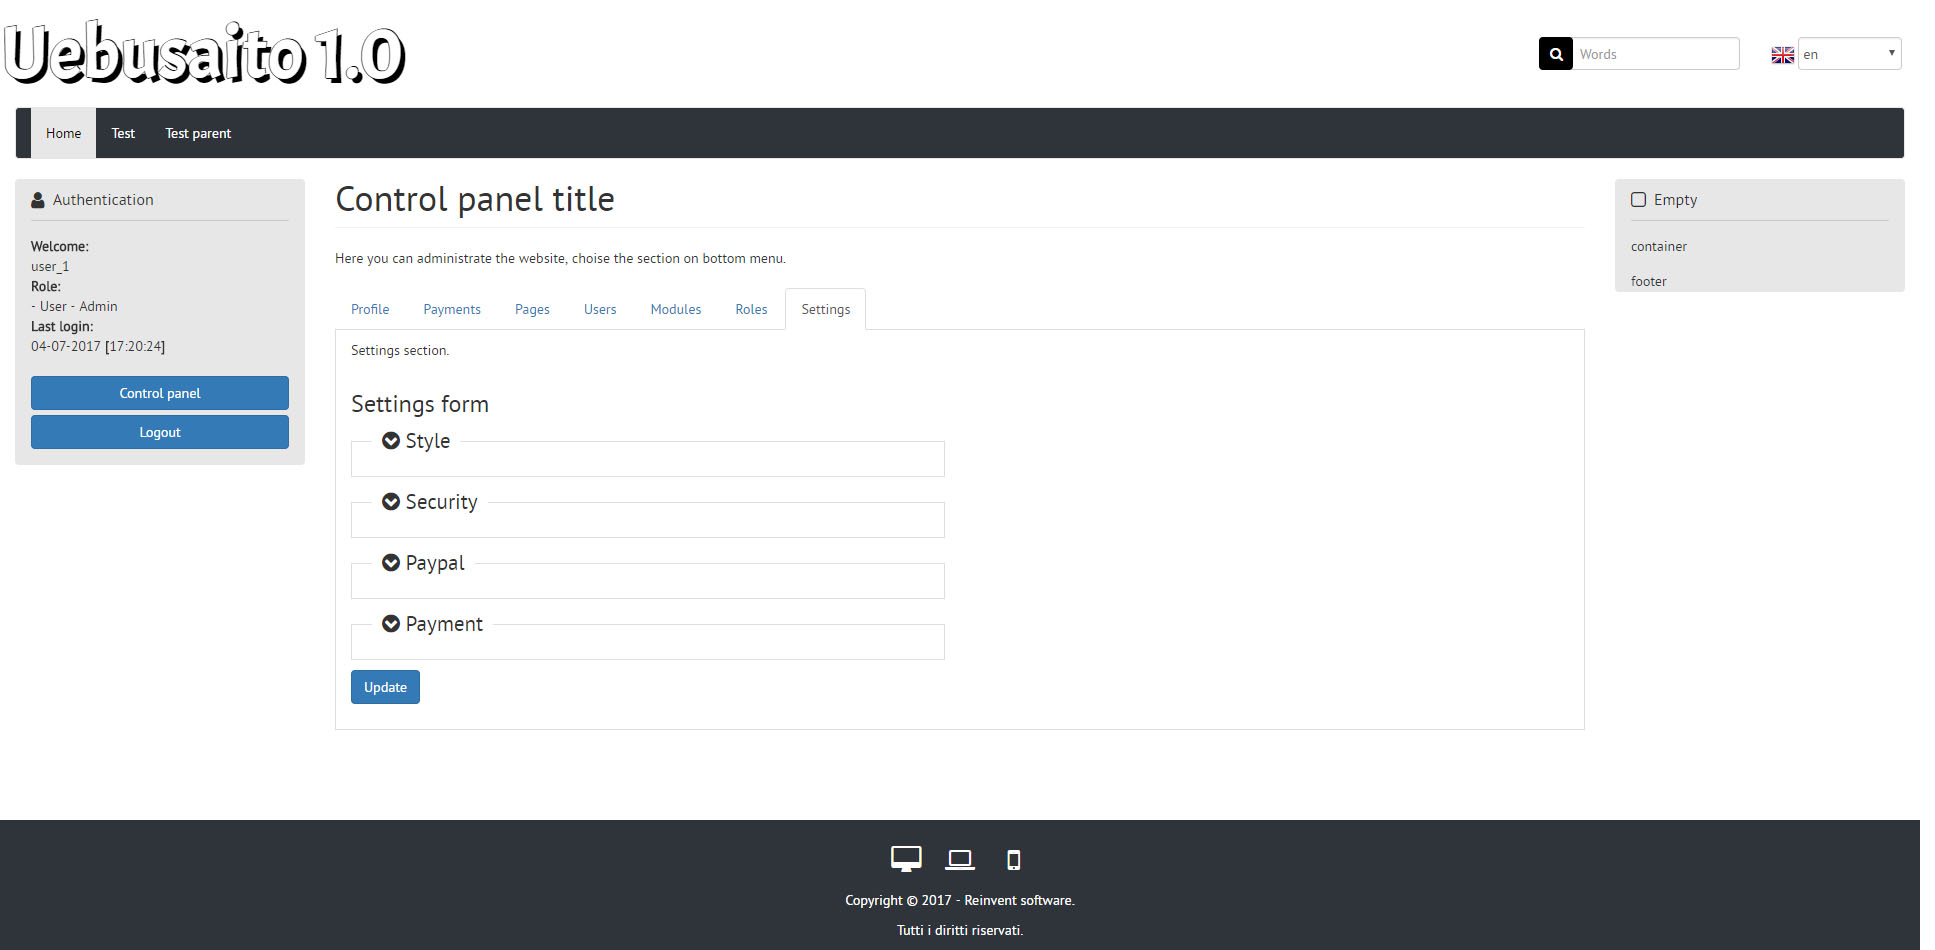 Uebusaito 1.0
Words
en
Home Test Test parent
Authentication
Welcome:
user_1
Role:
- User - Admin
Last login:
04-07-2017 [17:20:24]
Control panel
Logout
Control panel title
Here you can administrate the website, choise the section on bottom menu.
Profile Payments Pages Users Modules Roles Settings
Settings section.
Settings form
Style
Security
Paypal
Payment
Update
Empty
container
footer
Copyright © 2017 - Reinvent software.
Tutti i diritti riservati.